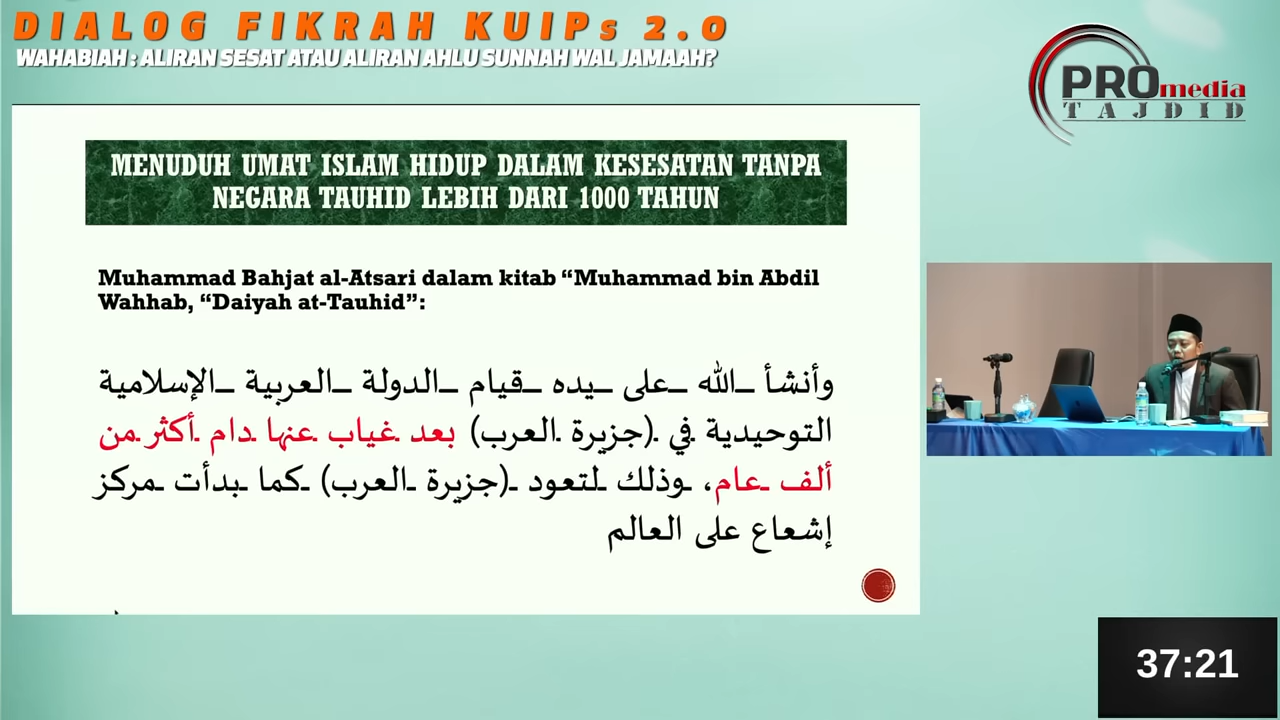 DIALOG FIKRAH KUIPs 2.0
WAHABIAH : ALIRAN SESAT ATAU ALIRAN AHLU SUNNAH WAL JAMAAH?
PROmedia
TAJDID
MENUDUH UMAT ISLAM HIDUP DALAM KESESATAN TANPA
NEGARA TAUHID LEBIH DARI 1000 TAHUN
Muhammad Bahjat al-Atsari dalam kitab “Muhammad bin Abdil
Wahhab, “Daiyah at-Tauhid”:
وأنشأ الله على يده قيام الدولة العربية الإسلامية
التوحيدية في (جزيرة العرب) بعد غياب عنها دام أكثر من
ألف عام، وذلك لتعود (جزيرة العرب) كما بدأت مركز
إشعاع على العالم
37:21